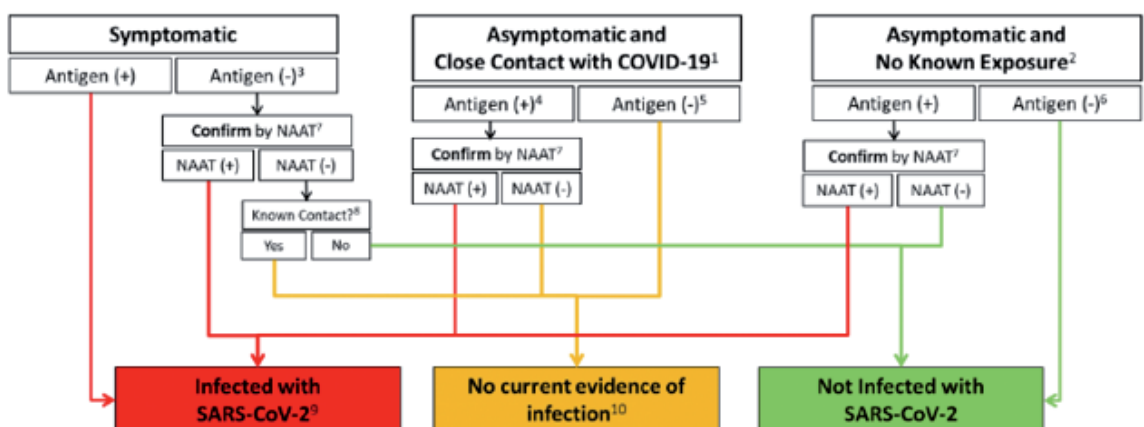 Symptomatic
Antigen (+)
Antigen (-)³
Confirm by NAAT⁷
NAAT (+)
NAAT (-)
Known Contact?⁸
Yes
No
Asymptomatic and
Close Contact with COVID-19¹
Antigen (+)⁴
Antigen (-)⁵
Confirm by NAAT⁷
NAAT (+)
NAAT (-)
Asymptomatic and
No Known Exposure²
Antigen (+)
Antigen (-)⁶
Confirm by NAAT⁷
NAAT (+)
NAAT (-)
Infected with
SARS-CoV-2⁹
No current evidence of
infection¹⁰
Not Infected with
SARS-CoV-2